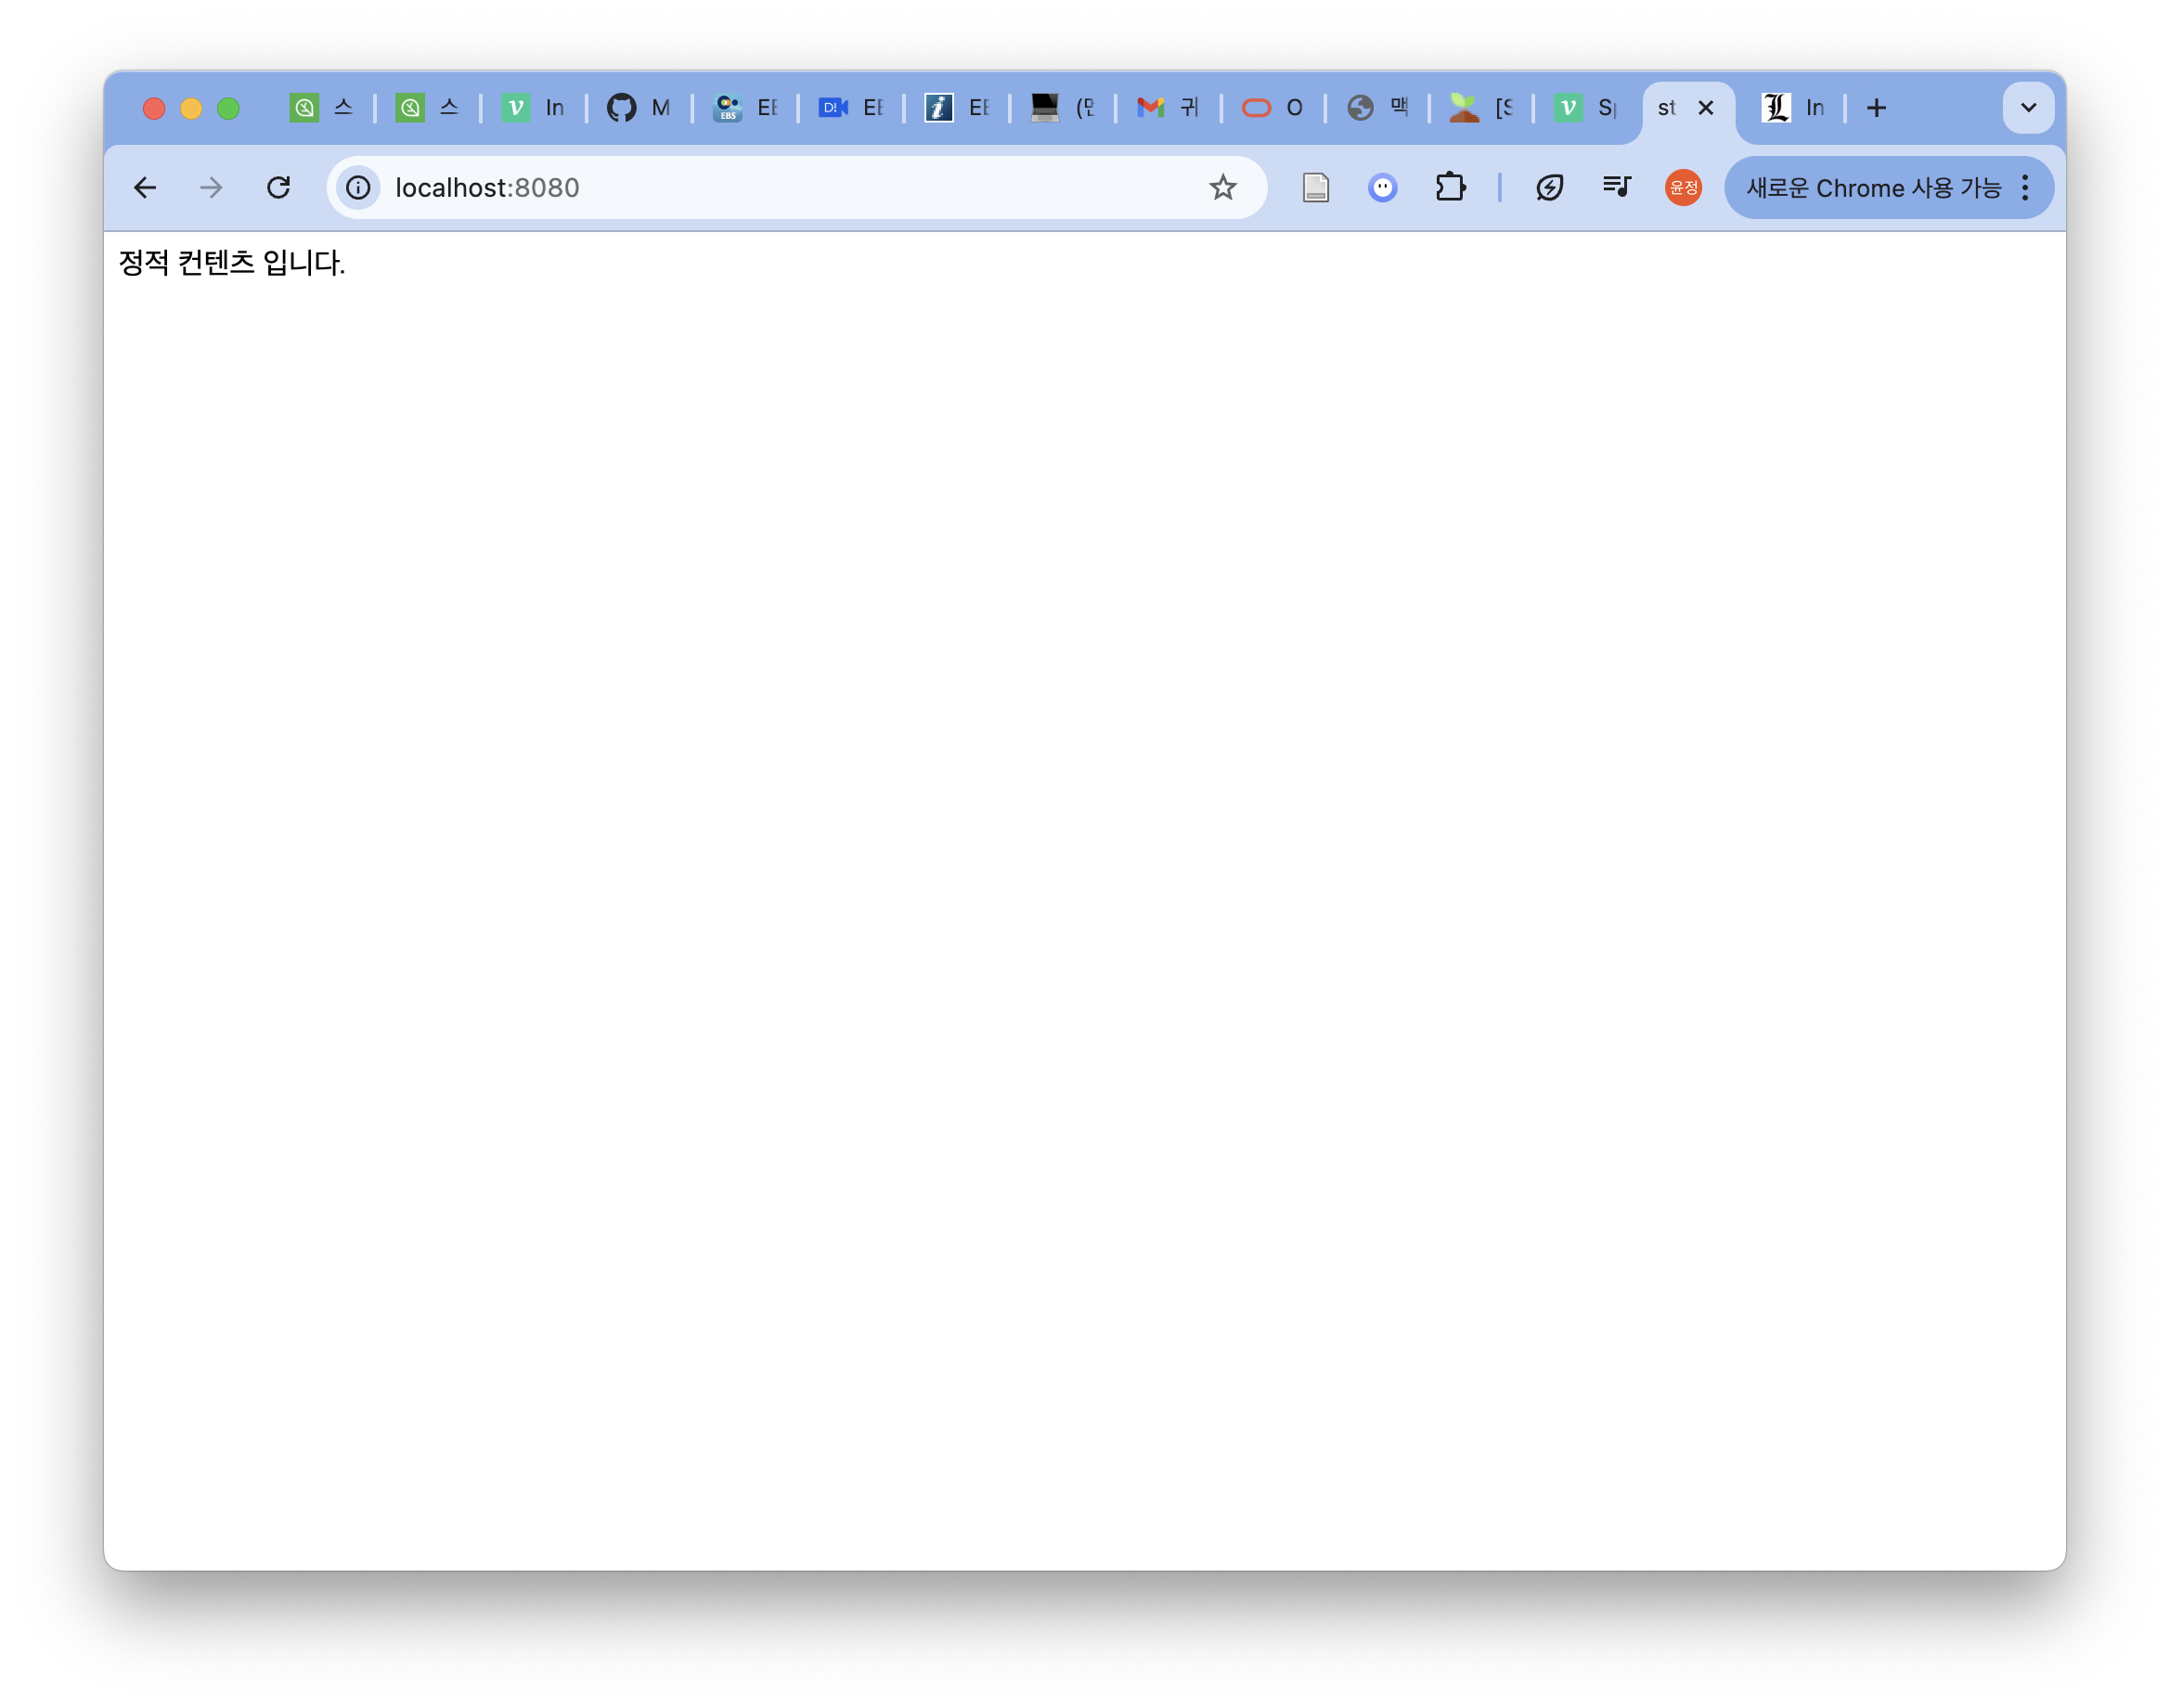 스
스
In
M
EBS
D!
귀
O
맥
[S
st
In
localhost:8080
윤정
새로운 Chrome 사용 가능
정적 컨텐츠 입니다.